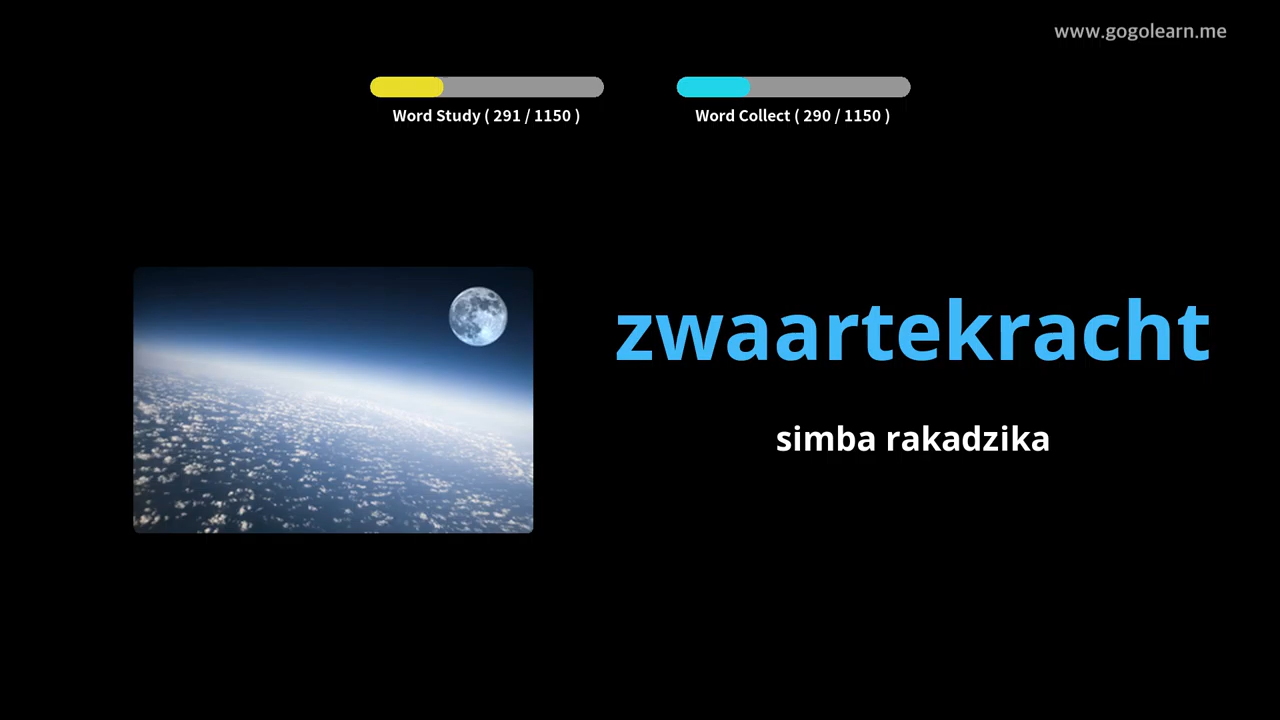 www.gogolearn.me
Word Study ( 291 / 1150 )
Word Collect ( 290 / 1150 )
zwaartekracht
simba rakadzika